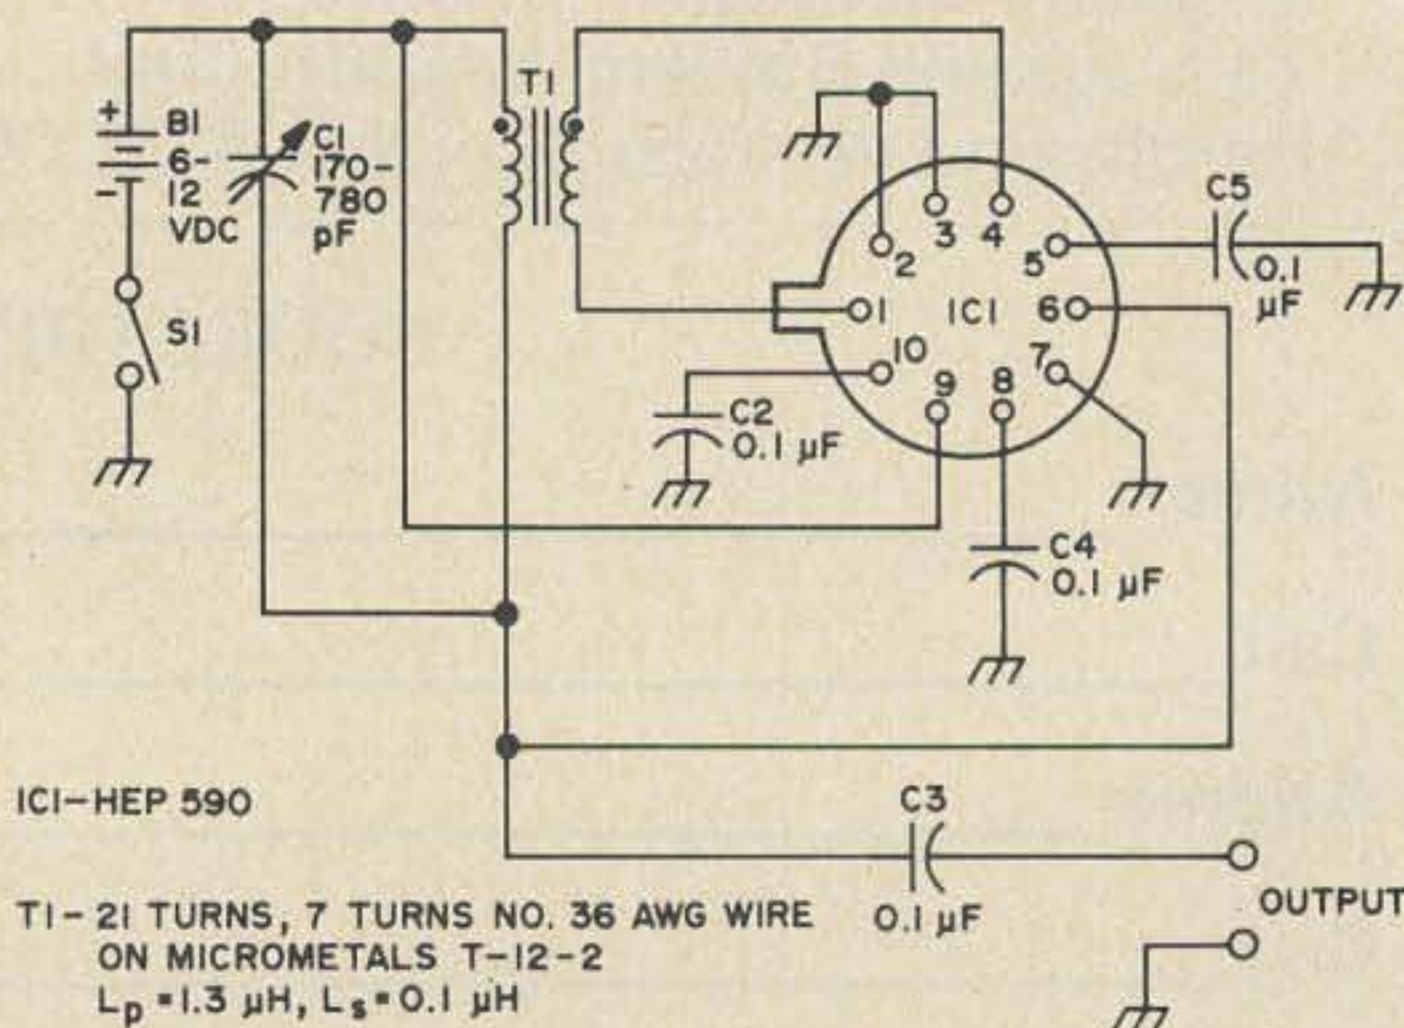 +
B1
6-
12
VDC
-
S1
C1
170-
780
pF
T1
1
2
3
4
5
6
7
8
9
10
IC1
C5
0.1
µF
C2
0.1 µF
C4
0.1 µF
IC1-HEP 590
C3
0.1 µF
OUTPUT
T1- 21 TURNS, 7 TURNS NO. 36 AWG WIRE
ON MICROMETALS T-12-2
Lp = 1.3 µH, Ls = 0.1 µH